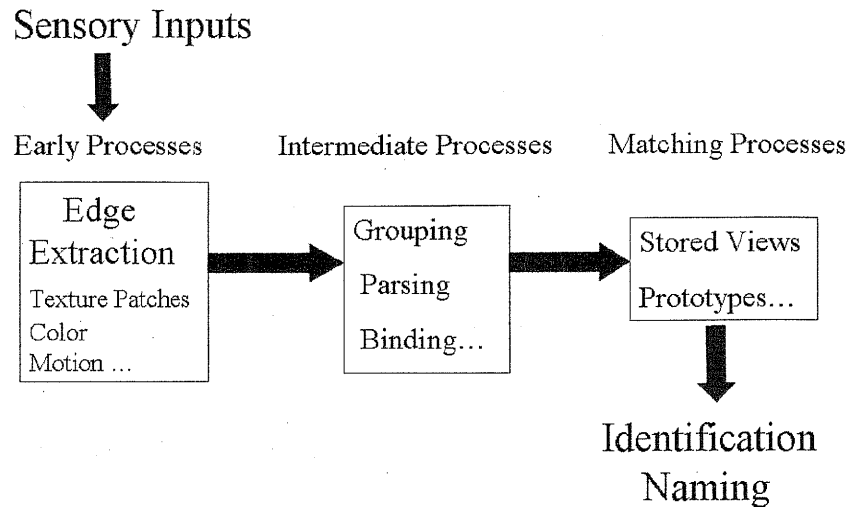 Sensory Inputs
Early Processes
Intermediate Processes
Matching Processes
Edge
Extraction
Texture Patches
Color
Motion ...
Grouping
Parsing
Binding...
Stored Views
Prototypes...
Identification
Naming